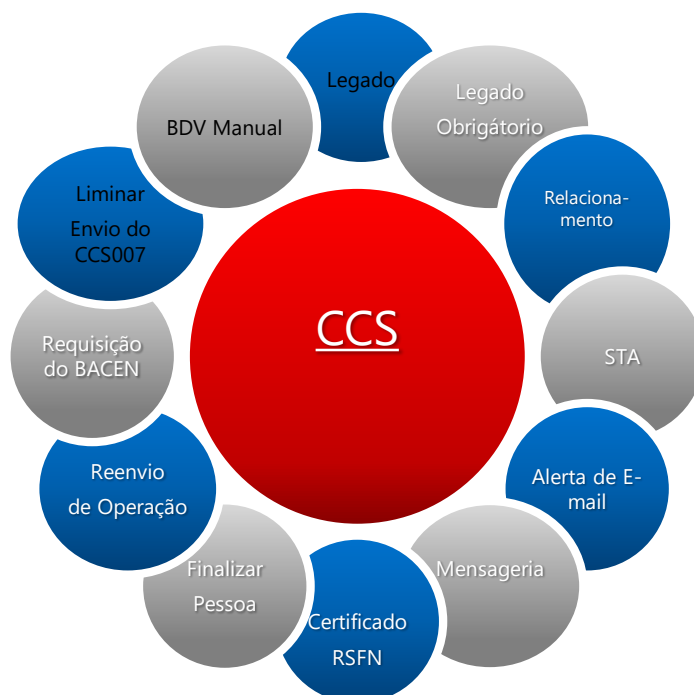 Legado
Legado
Obrigátorio
Relaciona-
mento
STA
Alerta de E-
mail
Mensageria
Certificado
RSFN
Finalizar
Pessoa
Reenvio
de Operação
Requisição
do BACEN
Liminar
Envio do
CCS007
BDV Manual
CCS